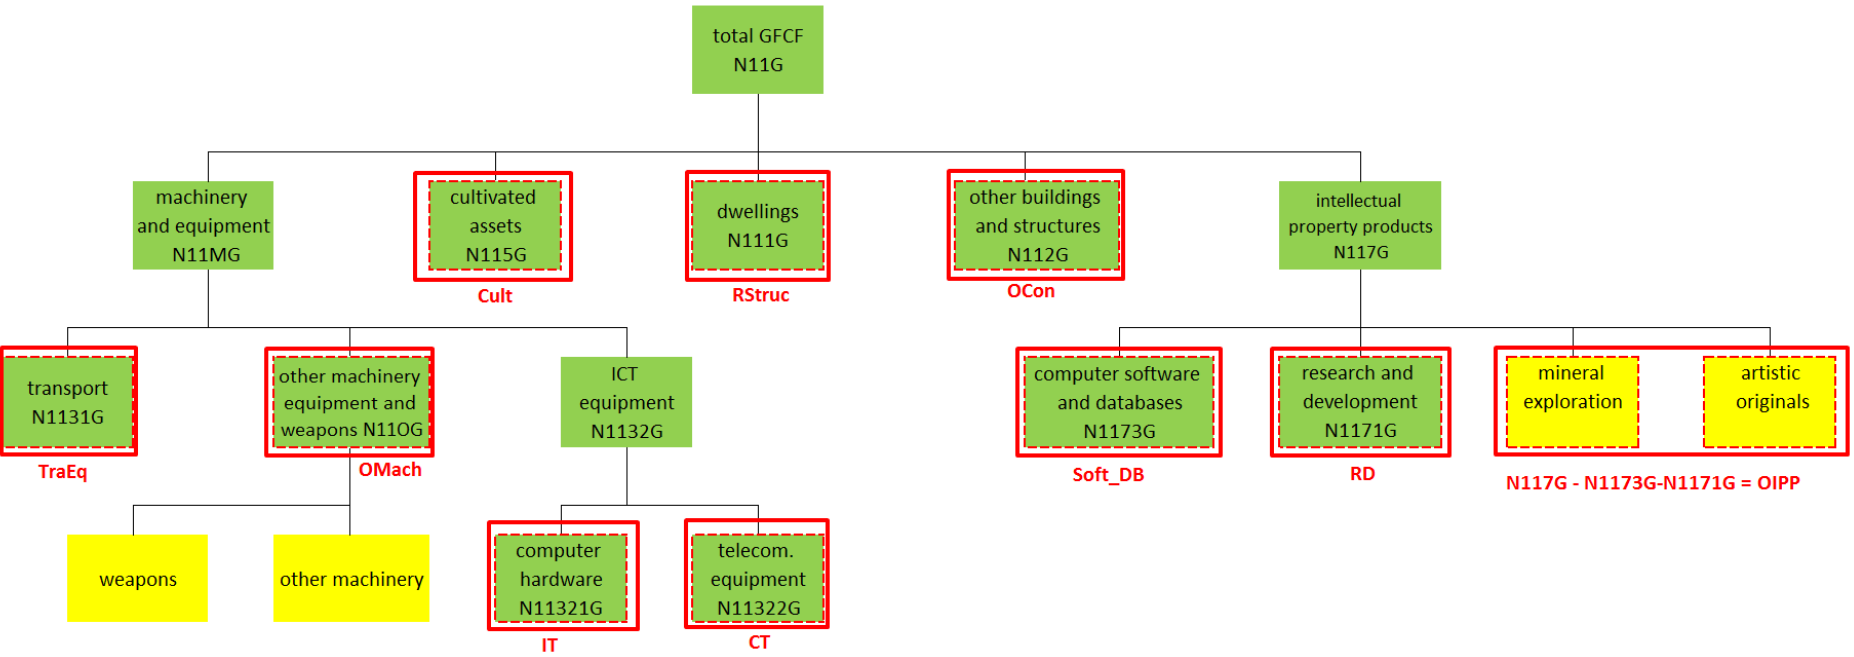 total GFCF
N11G
machinery
and equipment
N11MG
cultivated
assets
N115G
Cult
dwellings
N111G
RStruc
other buildings
and structures
N112G
OCon
intellectual
property products
N117G
transport
N1131G
TraEq
other machinery
equipment and
weapons N11OG
OMach
ICT
equipment
N1132G
computer software
and databases
N1173G
Soft_DB
research and
development
N1171G
RD
mineral
exploration
artistic
originals
N117G - N1173G-N1171G = OIPP
weapons
other machinery
computer
hardware
N11321G
IT
telecom.
equipment
N11322G
CT